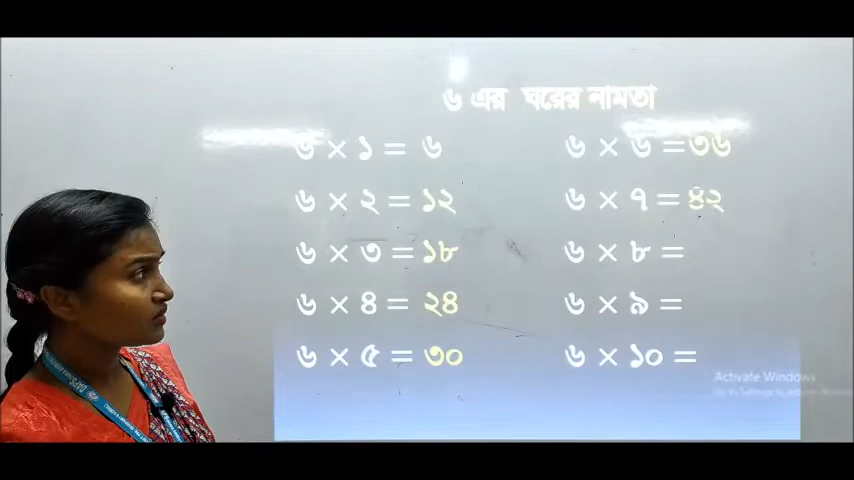 ৬ এর ঘরের নামতা
৬ × ১ = ৬
৬ × ২ = ১২
৬ × ৩ = ১৮
৬ × ৪ = ২৪
৬ × ৫ = ৩০
৬ × ৬ = ৩৬
৬ × ৭ = ৪২
৬ × ৮ =
৬ × ৯ =
৬ × ১০ =
Activate Windows